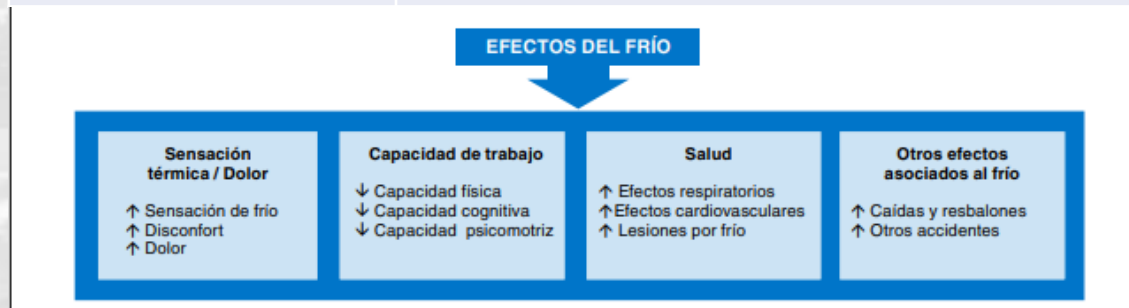 EFECTOS DEL FRÍO
Sensación
térmica / Dolor
↑ Sensación de frío
↑ Disconfort
↑ Dolor
Capacidad de trabajo
↓ Capacidad física
↓ Capacidad cognitiva
↓ Capacidad psicomotriz
Salud
↑ Efectos respiratorios
↑Efectos cardiovasculares
↑ Lesiones por frío
Otros efectos
asociados al frío
↑ Caídas y resbalones
↑ Otros accidentes